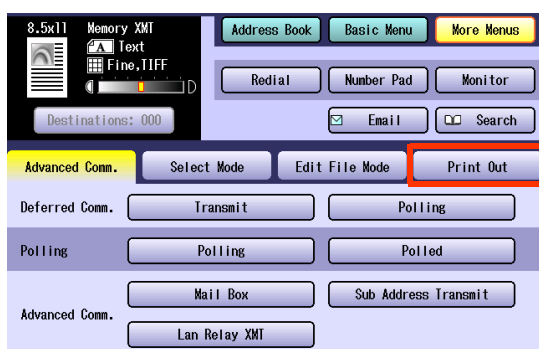 8.5x11 Memory XMT
A Text
Fine,TIFF
D
Destinations: 000
Address Book Basic Menu More Menus
Redial Number Pad Monitor
Email Search
Advanced Comm. Select Mode Edit File Mode Print Out
Deferred Comm. Transmit Polling
Polling Polling Polled
Mail Box Sub Address Transmit
Advanced Comm.
Lan Relay XMT